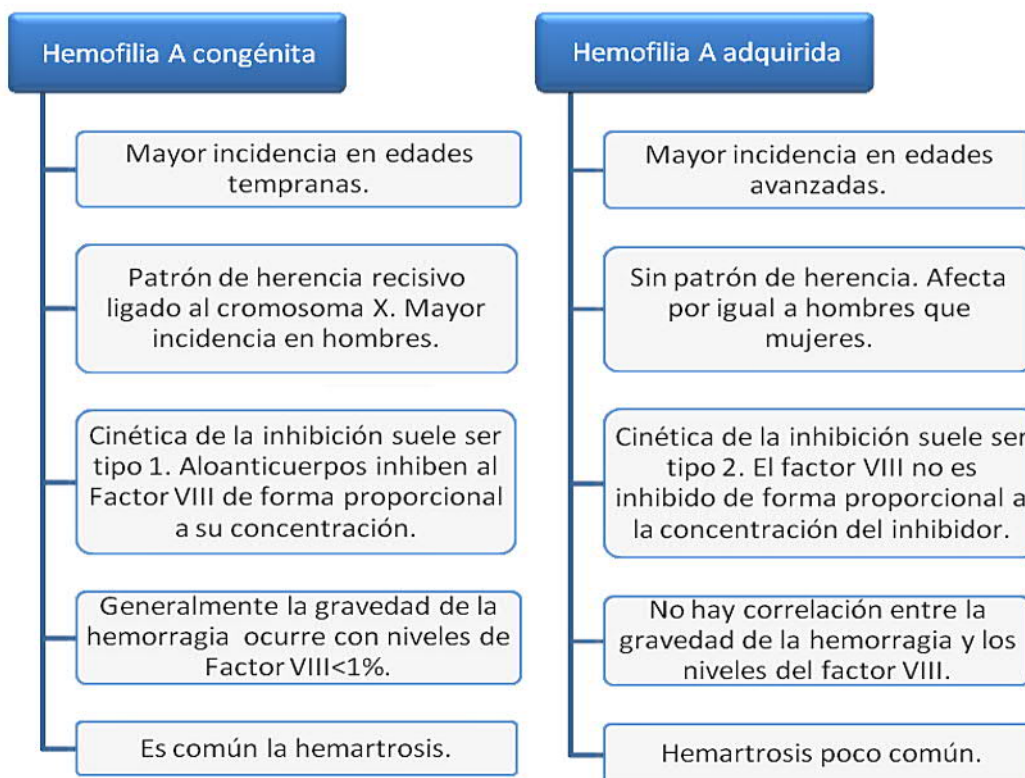 Hemofilia A congénita
Mayor incidencia en edades
tempranas.
Patrón de herencia recisivo
ligado al cromosoma X. Mayor
incidencia en hombres.
Cinética de la inhibición suele ser
tipo 1. Aloanticuerpos inhiben al
Factor VIII de forma proporcional
a su concentración.
Generalmente la gravedad de la
hemorragia ocurre con niveles de
Factor VIII<1%.
Es común la hemartrosis.
Hemofilia A adquirida
Mayor incidencia en edades
avanzadas.
Sin patrón de herencia. Afecta
por igual a hombres que
mujeres.
Cinética de la inhibición suele ser
tipo 2. El factor VIII no es
inhibido de forma proporcional a
la concentración del inhibidor.
No hay correlación entre la
gravedad de la hemorragia y los
niveles del factor VIII.
Hemartrosis poco común.